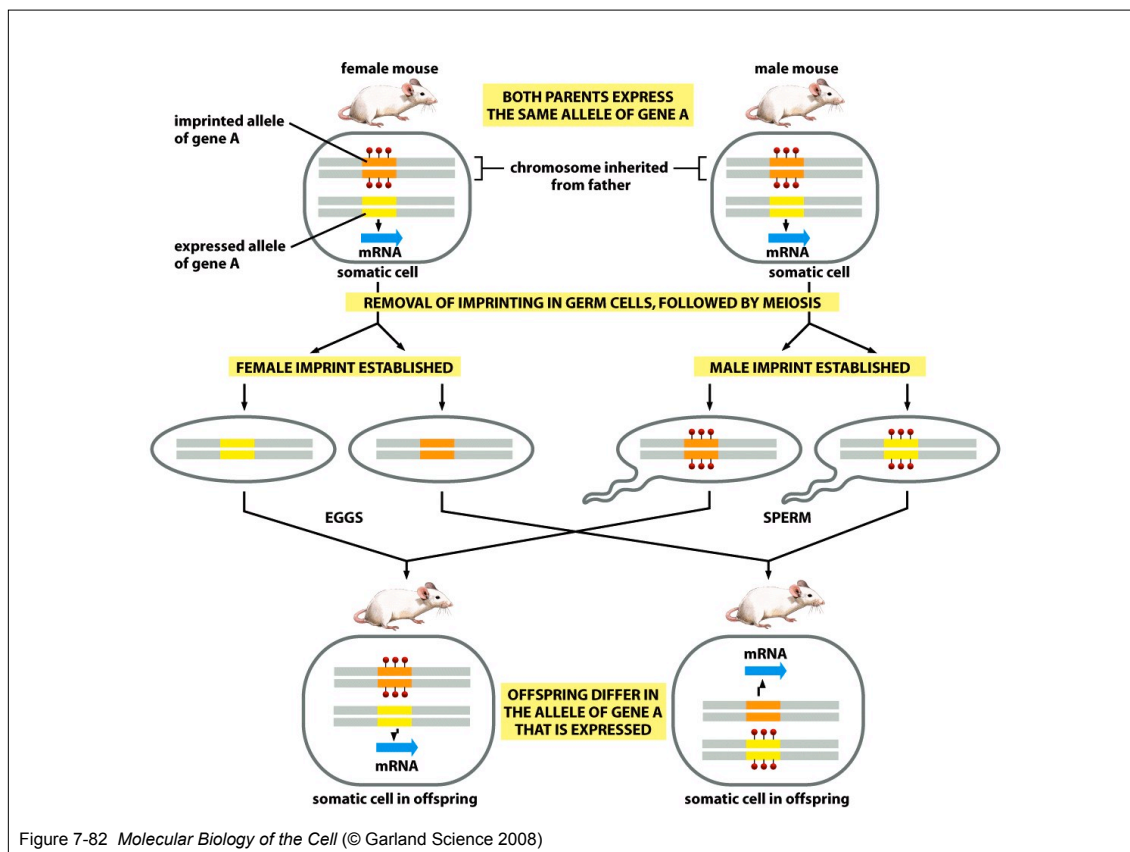 female mouse
male mouse
BOTH PARENTS EXPRESS
THE SAME ALLELE OF GENE A
imprinted allele
of gene A
chromosome inherited
from father
expressed allele
of gene A
mRNA
mRNA
somatic cell
somatic cell
REMOVAL OF IMPRINTING IN GERM CELLS, FOLLOWED BY MEIOSIS
FEMALE IMPRINT ESTABLISHED
MALE IMPRINT ESTABLISHED
EGGS
SPERM
mRNA
OFFSPRING DIFFER IN
THE ALLELE OF GENE A
THAT IS EXPRESSED
mRNA
somatic cell in offspring
somatic cell in offspring
Figure 7-82 Molecular Biology of the Cell (© Garland Science 2008)